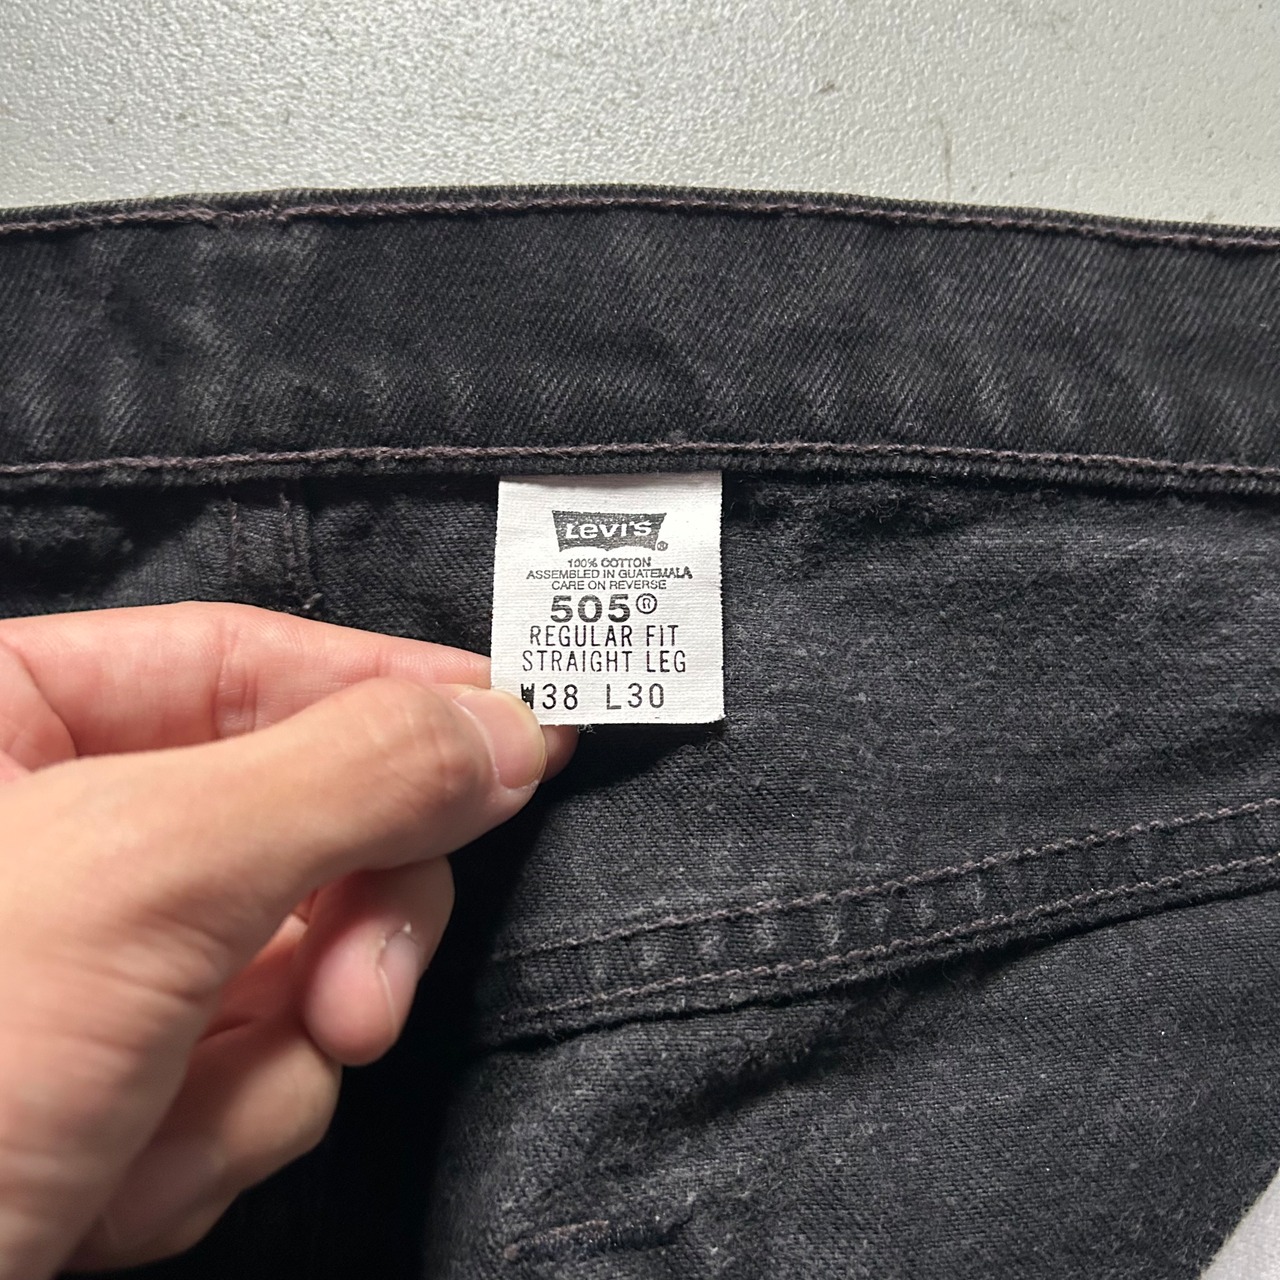 Levi's®
100% COTTON
ASSEMBLED IN GUATEMALA
CARE ON REVERSE
505®
REGULAR FIT
STRAIGHT LEG
W38 L30